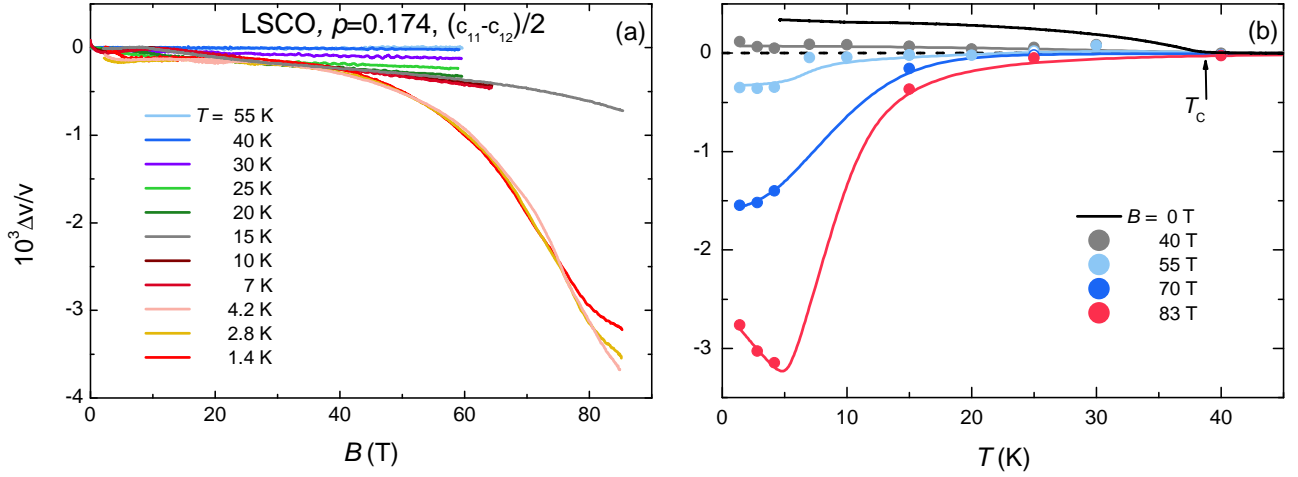 LSCO, p=0.174, (c11-c12)/2
(a)
10^3 Δv/v
0
-1
-2
-3
-4
T = 55 K
40 K
30 K
25 K
20 K
15 K
10 K
7 K
4.2 K
2.8 K
1.4 K
0 20 40 60 80
B (T)
(b)
0
-1
-2
-3
TC
B = 0 T
40 T
55 T
70 T
83 T
0 10 20 30 40
T (K)